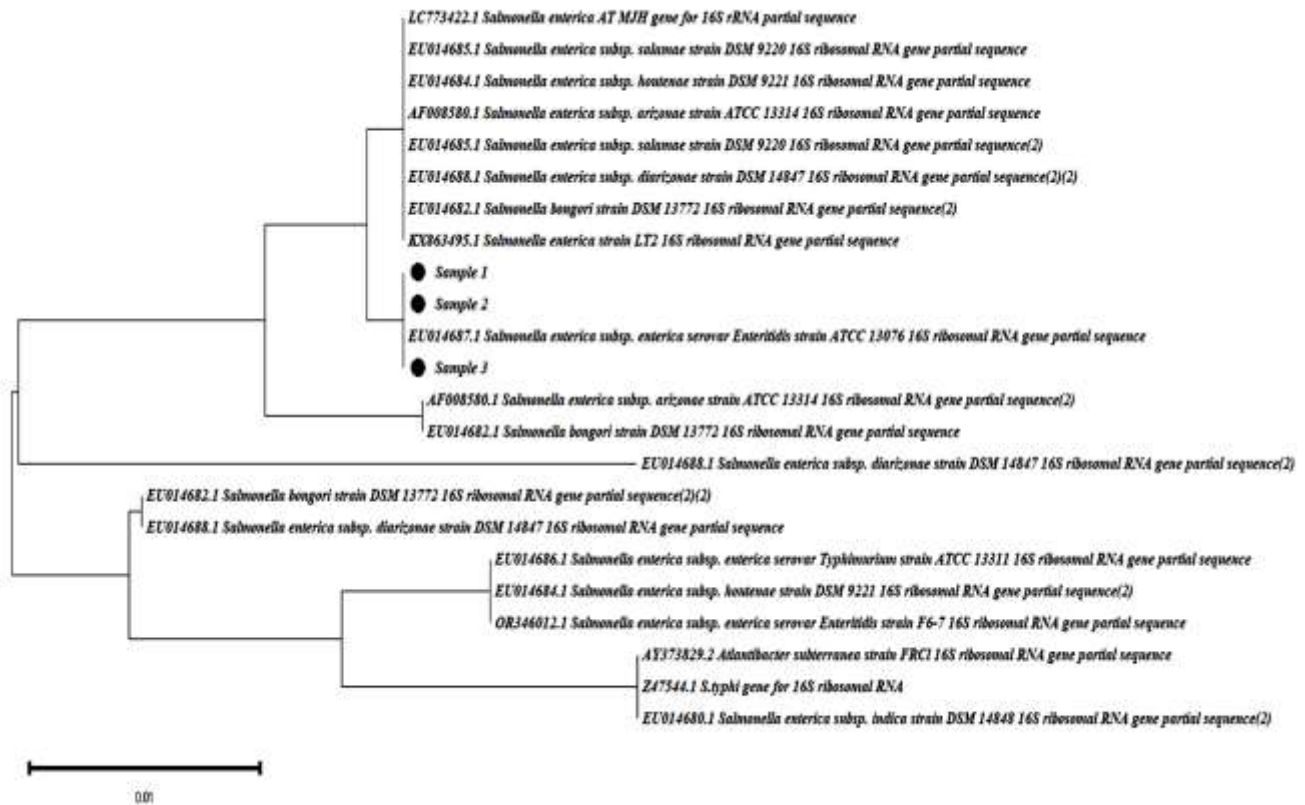 LC773422.1 Salmonella enterica AT MJH gene for 16S rRNA partial sequence
EU014685.1 Salmonella enterica subsp. salamae strain DSM 9220 16S ribosomal RNA gene partial sequence
EU014684.1 Salmonella enterica subsp. houtenae strain DSM 9221 16S ribosomal RNA gene partial sequence
AF008580.1 Salmonella enterica subsp. arizonae strain ATCC 13314 16S ribosomal RNA gene partial sequence
EU014685.1 Salmonella enterica subsp. salamae strain DSM 9220 16S ribosomal RNA gene partial sequence(2)
EU014688.1 Salmonella enterica subsp. diarizonae strain DSM 14847 16S ribosomal RNA gene partial sequence(2)(2)
EU014682.1 Salmonella bongori strain DSM 13772 16S ribosomal RNA gene partial sequence(2)
KX863495.1 Salmonella enterica strain LT2 16S ribosomal RNA gene partial sequence
Sample 1
Sample 2
EU014687.1 Salmonella enterica subsp. enterica serovar Enteritidis strain ATCC 13076 16S ribosomal RNA gene partial sequence
Sample 3
AF008580.1 Salmonella enterica subsp. arizonae strain ATCC 13314 16S ribosomal RNA gene partial sequence(2)
EU014682.1 Salmonella bongori strain DSM 13772 16S ribosomal RNA gene partial sequence
EU014688.1 Salmonella enterica subsp. diarizonae strain DSM 14847 16S ribosomal RNA gene partial sequence(2)
EU014682.1 Salmonella bongori strain DSM 13772 16S ribosomal RNA gene partial sequence(2)(2)
EU014688.1 Salmonella enterica subsp. diarizonae strain DSM 14847 16S ribosomal RNA gene partial sequence
EU014686.1 Salmonella enterica subsp. enterica serovar Typhimurium strain ATCC 13311 16S ribosomal RNA gene partial sequence
EU014684.1 Salmonella enterica subsp. houtenae strain DSM 9221 16S ribosomal RNA gene partial sequence(2)
OR346012.1 Salmonella enterica subsp. enterica serovar Enteritidis strain F6-7 16S ribosomal RNA gene partial sequence
AY373829.2 Atlantibacter subterranea strain FRCl 16S ribosomal RNA gene partial sequence
Z47544.1 S.typhi gene for 16S ribosomal RNA
EU014680.1 Salmonella enterica subsp. indica strain DSM 14848 16S ribosomal RNA gene partial sequence(2)
0.01